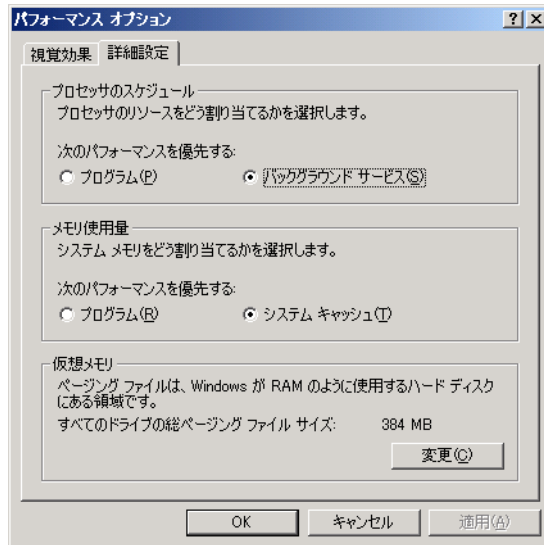 パフォーマンス オプション
視覚効果 詳細設定
プロセッサのスケジュール
プロセッサのリソースをどう割り当てるかを選択します。
次のパフォーマンスを優先する:
プログラム(P) バックグラウンド サービス(S)
メモリ使用量
システム メモリをどう割り当てるかを選択します。
次のパフォーマンスを優先する:
プログラム(R) システム キャッシュ(T)
仮想メモリ
ページング ファイルは、Windows が RAM のように使用するハード ディスク
にある領域です。
すべてのドライブの総ページング ファイル サイズ: 384 MB
変更(C)
OK キャンセル 適用(A)